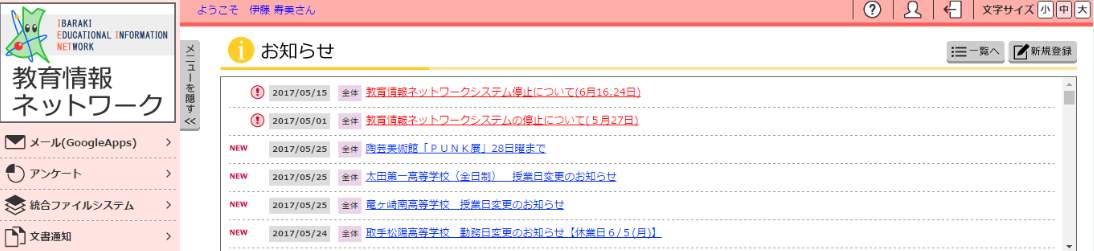 ようこそ 伊藤 寿美さん
文字サイズ 小 中 大
IBARAKI
EDUCATIONAL INFORMATION
NETWORK
教育情報
ネットワーク
メール(GoogleApps)
アンケート
統合ファイルシステム
文書通知
メニューを隠す
お知らせ
一覧へ 新規登録
2017/05/15 全体 教育情報ネットワークシステム停止について(6月16,24日)
2017/05/01 全体 教育情報ネットワークシステムの停止について(５月27日)
NEW 2017/05/25 全体 陶芸美術館「ＰＵＮＫ展」28日曜まで
NEW 2017/05/25 全体 太田第一高等学校（全日制） 授業日変更のお知らせ
NEW 2017/05/25 全体 竜ヶ崎南高等学校 授業日変更のお知らせ
NEW 2017/05/24 全体 取手松陽高等学校 勤務日変更のお知らせ【休業日６/５(月)】